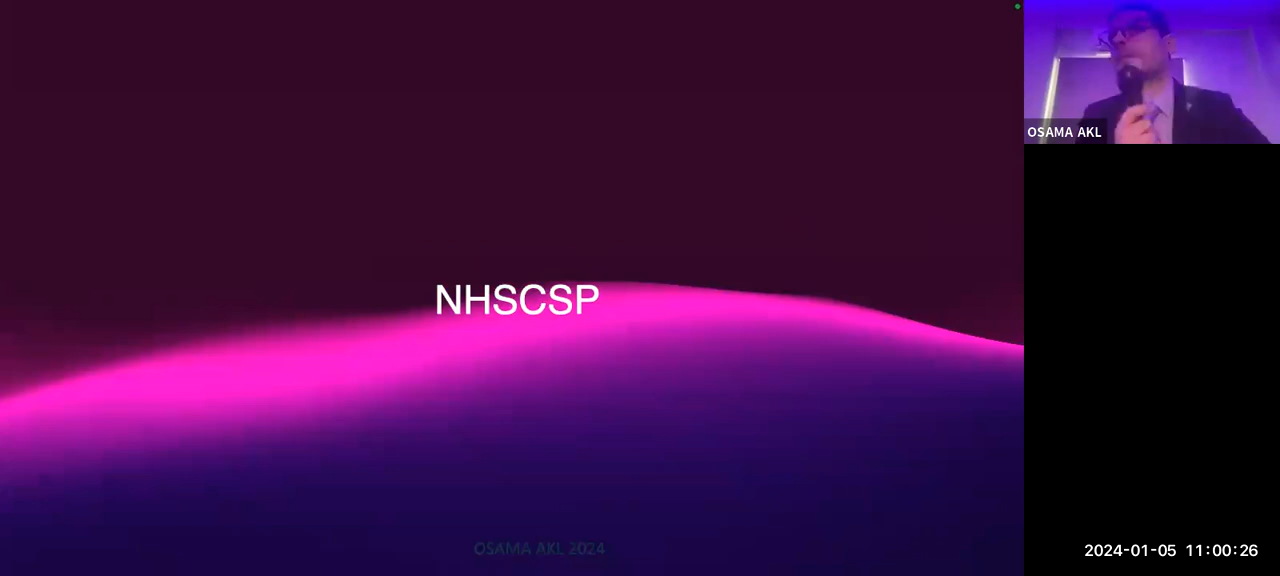 NHSCSP
OSAMA AKL
OSAMA AKL 2024
2024-01-05 11:00:26